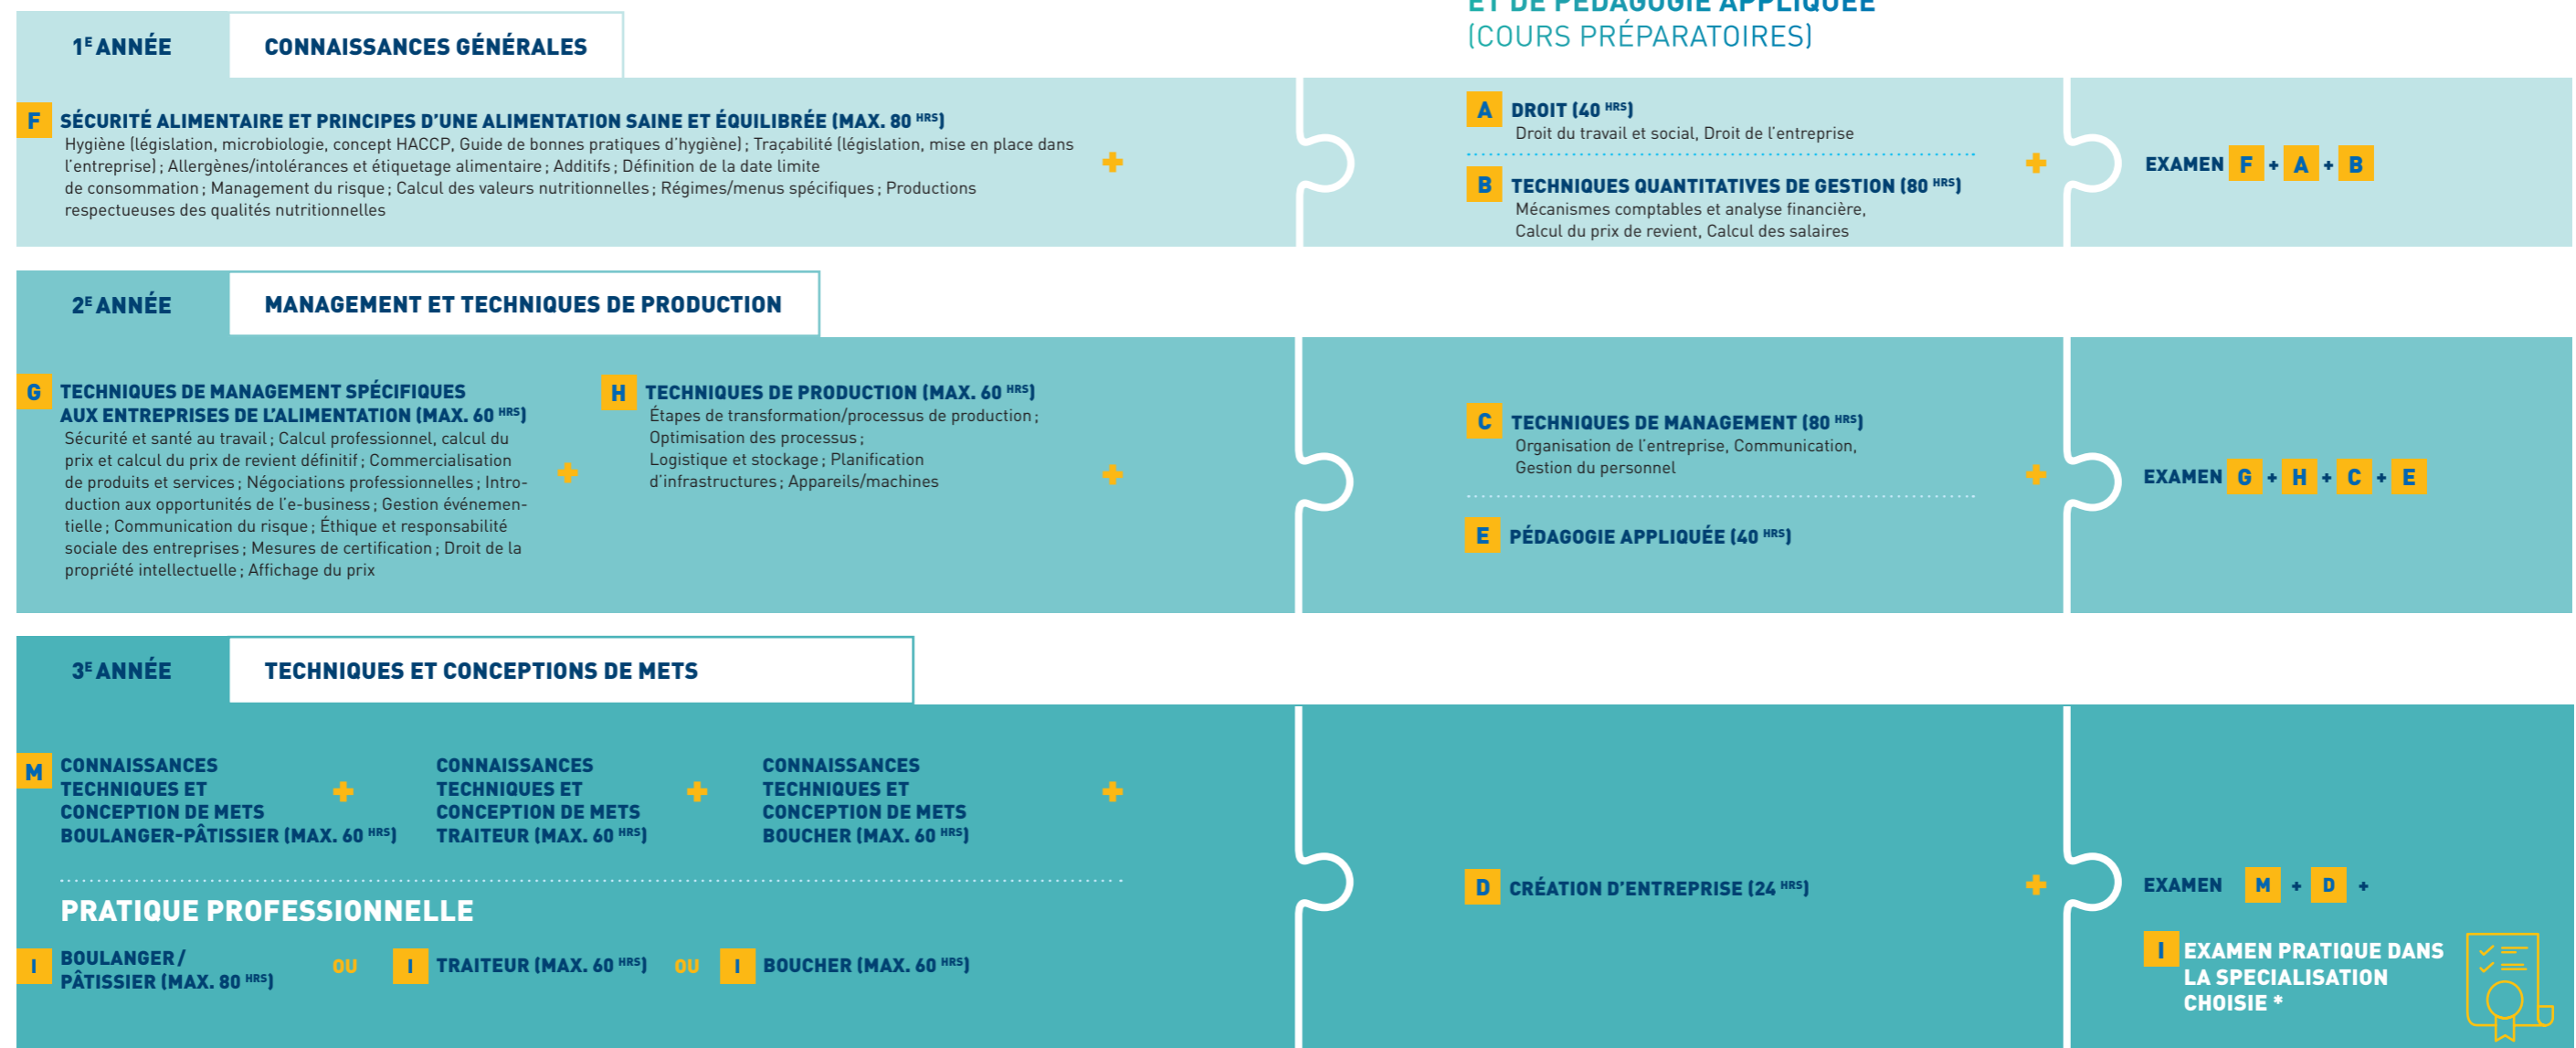 ET DE PÉDAGOGIE APPLIQUÉE
(COURS PRÉPARATOIRES)
1E ANNÉE
CONNAISSANCES GÉNÉRALES
F SÉCURITÉ ALIMENTAIRE ET PRINCIPES D'UNE ALIMENTATION SAINE ET ÉQUILIBRÉE (MAX. 80 HRS)
Hygiène (législation, microbiologie, concept HACCP, Guide de bonnes pratiques d'hygiène) ; Traçabilité (législation, mise en place dans
l'entreprise) ; Allergènes/intolérances et étiquetage alimentaire ; Additifs ; Définition de la date limite
de consommation ; Management du risque ; Calcul des valeurs nutritionnelles ; Régimes/menus spécifiques ; Productions
respectueuses des qualités nutritionnelles
+
A DROIT (40 HRS)
Droit du travail et social, Droit de l'entreprise
B TECHNIQUES QUANTITATIVES DE GESTION (80 HRS)
Mécanismes comptables et analyse financière,
Calcul du prix de revient, Calcul des salaires
+
EXAMEN F + A + B
2E ANNÉE
MANAGEMENT ET TECHNIQUES DE PRODUCTION
G TECHNIQUES DE MANAGEMENT SPÉCIFIQUES
AUX ENTREPRISES DE L'ALIMENTATION (MAX. 60 HRS)
Sécurité et santé au travail ; Calcul professionnel, calcul du
prix et calcul du prix de revient définitif ; Commercialisation
de produits et services ; Négociations professionnelles ; Intro-
duction aux opportunités de l'e-business ; Gestion événemen-
tielle ; Communication du risque ; Éthique et responsabilité
sociale des entreprises ; Mesures de certification ; Droit de la
propriété intellectuelle ; Affichage du prix
+
H TECHNIQUES DE PRODUCTION (MAX. 60 HRS)
Étapes de transformation/processus de production ;
Optimisation des processus ;
Logistique et stockage ; Planification
d'infrastructures ; Appareils/machines
+
C TECHNIQUES DE MANAGEMENT (80 HRS)
Organisation de l'entreprise, Communication,
Gestion du personnel
E PÉDAGOGIE APPLIQUÉE (40 HRS)
+
EXAMEN G + H + C + E
3E ANNÉE
TECHNIQUES ET CONCEPTIONS DE METS
M CONNAISSANCES
TECHNIQUES ET
CONCEPTION DE METS
BOULANGER-PÂTISSIER (MAX. 60 HRS)
+
CONNAISSANCES
TECHNIQUES ET
CONCEPTION DE METS
TRAITEUR (MAX. 60 HRS)
+
CONNAISSANCES
TECHNIQUES ET
CONCEPTION DE METS
BOUCHER (MAX. 60 HRS)
+
PRATIQUE PROFESSIONNELLE
I BOULANGER/
PÂTISSIER (MAX. 80 HRS)
OU
I TRAITEUR (MAX. 60 HRS)
OU
I BOUCHER (MAX. 60 HRS)
D CRÉATION D'ENTREPRISE (24 HRS)
+
EXAMEN M + D +
I EXAMEN PRATIQUE DANS
LA SPECIALISATION
CHOISIE *